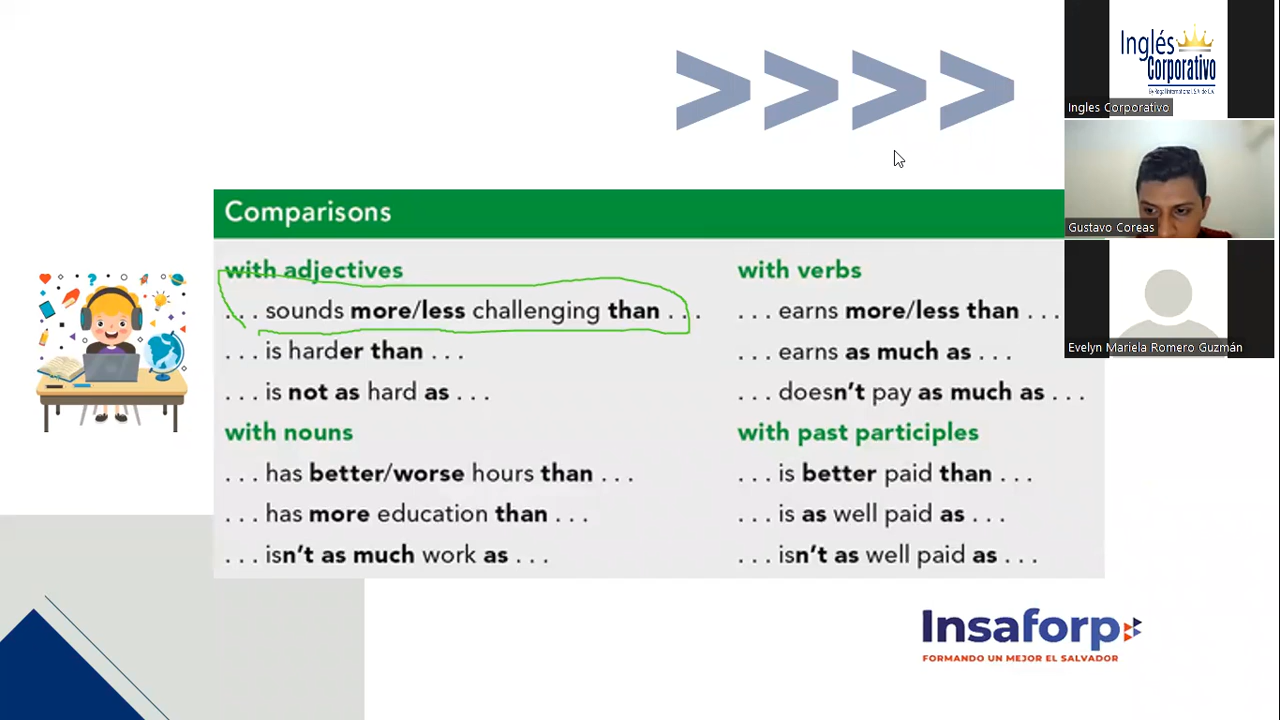 > > > >
Comparisons
with adjectives
. . . sounds more/less challenging than . . .
. . . is harder than . . .
. . . is not as hard as . . .
with nouns
. . . has better/worse hours than . . .
. . . has more education than . . .
. . . isn't as much work as . . .
with verbs
. . . earns more/less than . . .
. . . earns as much as . . .
. . . doesn't pay as much as . . .
with past participles
. . . is better paid than . . .
. . . is as well paid as . . .
. . . isn't as well paid as . . .
Insaforp
FORMANDO UN MEJOR EL SALVADOR
Inglés
Corporativo
Ingles Corporativo
Gustavo Coreas
Evelyn Mariela Romero Guzmán